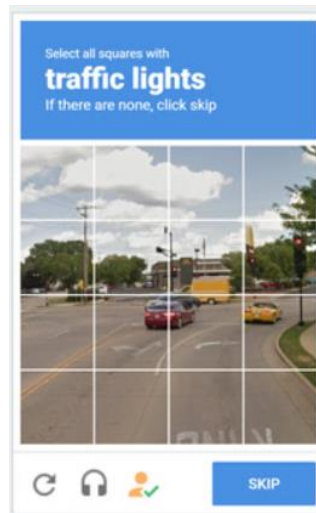 Select all squares with
traffic lights
If there are none, click skip
SKIP